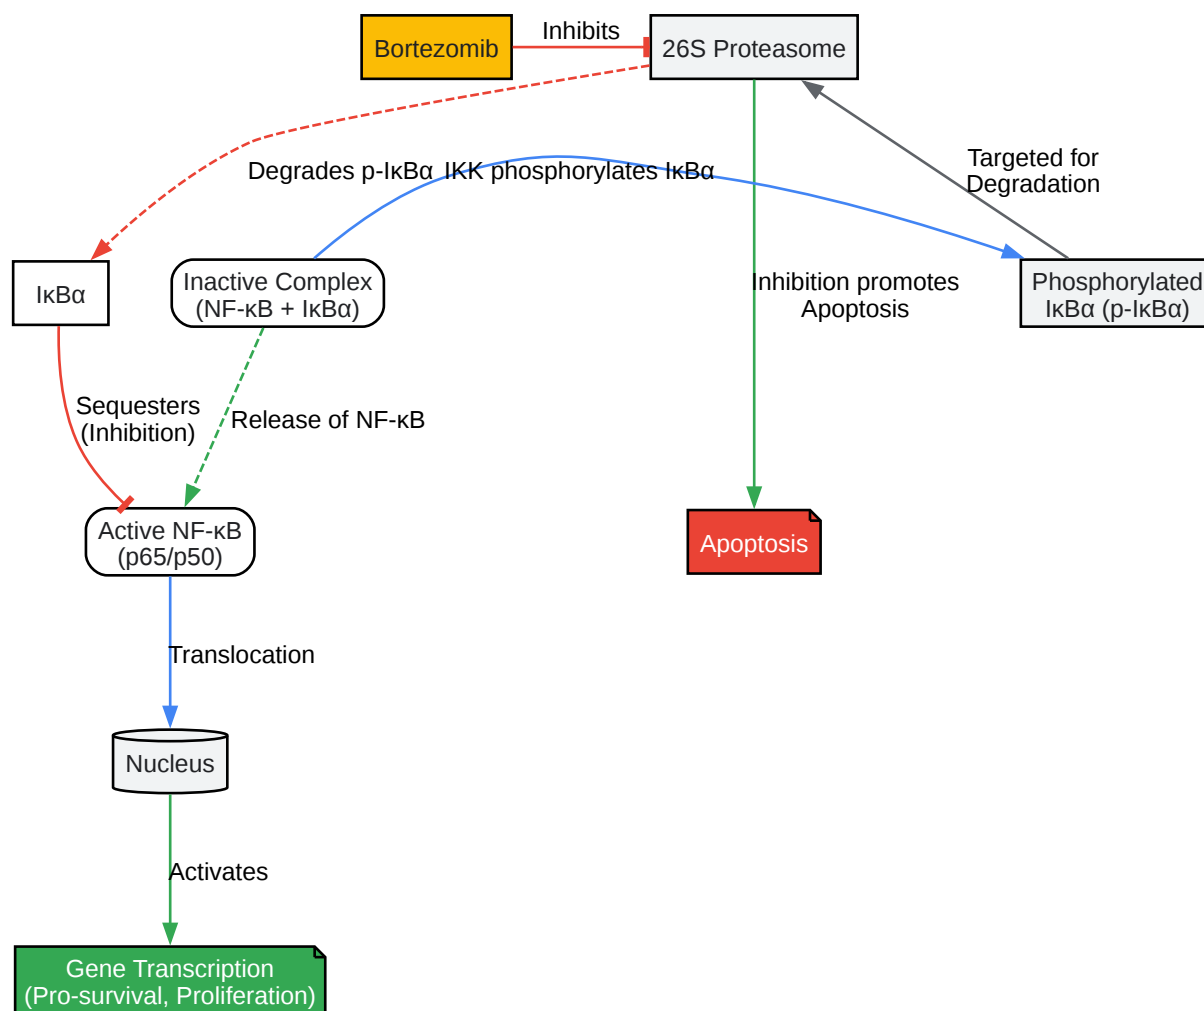 Bortezomib
Inhibits
26S Proteasome
Degrades p-IκBα
IKK phosphorylates IκBα
Targeted for
Degradation
IκBα
Inactive Complex
(NF-κB + IκBα)
Inhibition promotes
Apoptosis
Phosphorylated
IκBα (p-IκBα)
Sequesters
(Inhibition)
Release of NF-κB
Active NF-κB
(p65/p50)
Apoptosis
Translocation
Nucleus
Activates
Gene Transcription
(Pro-survival, Proliferation)